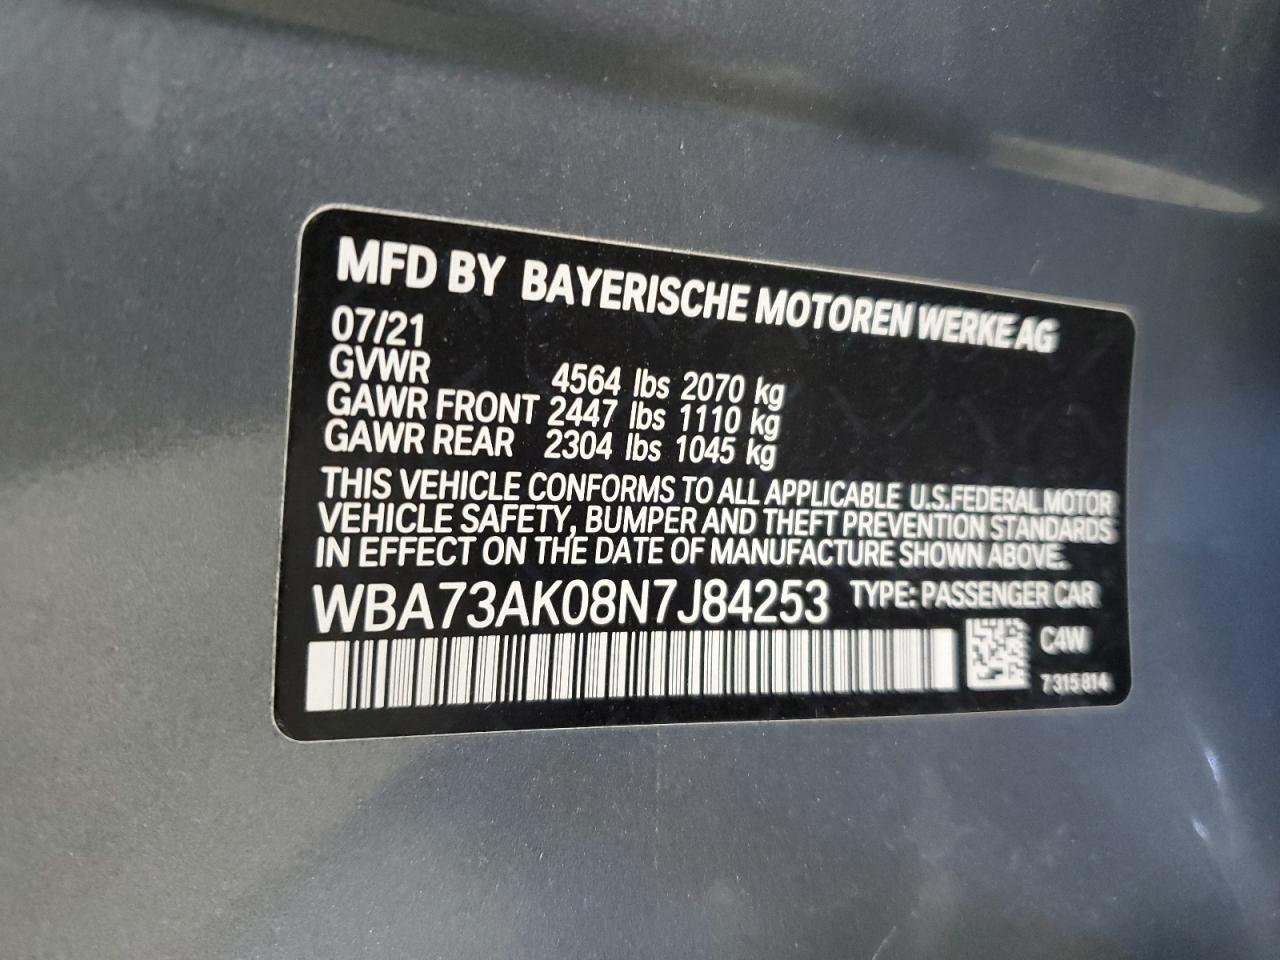 MFD BY BAYERISCHE MOTOREN WERKE AG
07/21
GVWR 4564 lbs 2070 kg
GAWR FRONT 2447 lbs 1110 kg
GAWR REAR 2304 lbs 1045 kg
THIS VEHICLE CONFORMS TO ALL APPLICABLE U.S.FEDERAL MOTOR
VEHICLE SAFETY, BUMPER AND THEFT PREVENTION STANDARDS
IN EFFECT ON THE DATE OF MANUFACTURE SHOWN ABOVE.
WBA73AK08N7J84253 TYPE: PASSENGER CAR
C4W
7 315 814